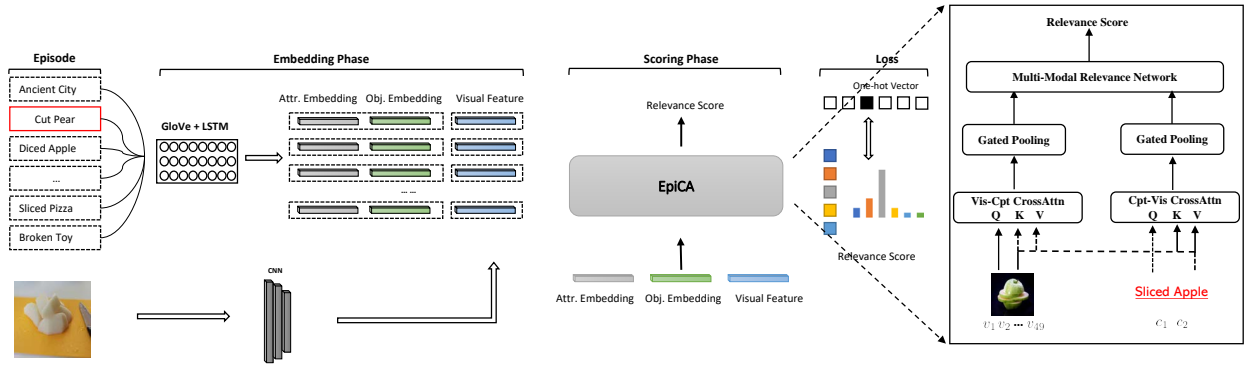 Episode
Ancient City
Cut Pear
Diced Apple
...
Sliced Pizza
Broken Toy
Embedding Phase
GloVe + LSTM
Attr. Embedding Obj. Embedding Visual Feature
... ...
CNN
Scoring Phase
Relevance Score
EpiCA
Attr. Embedding Obj. Embedding Visual Feature
Loss
One-hot Vector
Relevance Score
Relevance Score
Multi-Modal Relevance Network
Gated Pooling Gated Pooling
Vis-Cpt CrossAttn Cpt-Vis CrossAttn
Q K V Q K V
Sliced Apple
v1 v2 ... v49 c1 c2